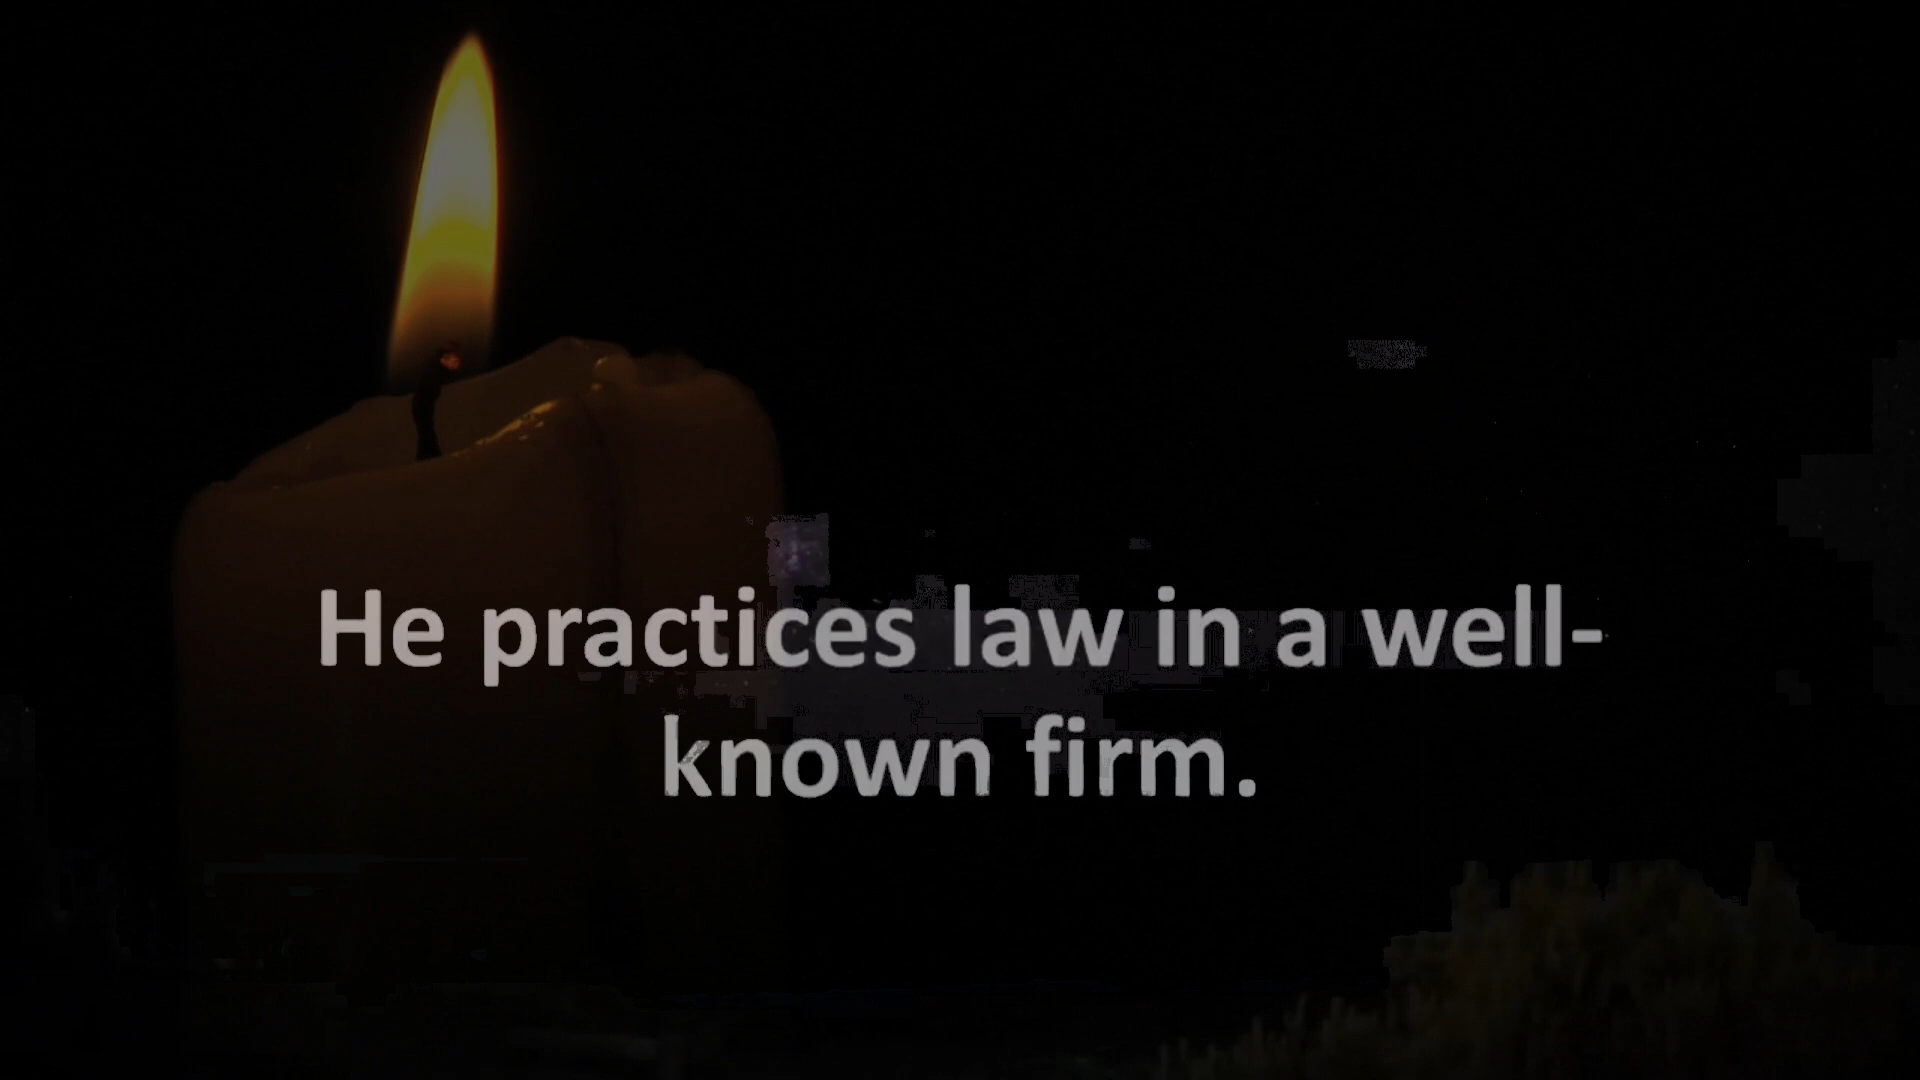 He practices law in a well-
known firm.